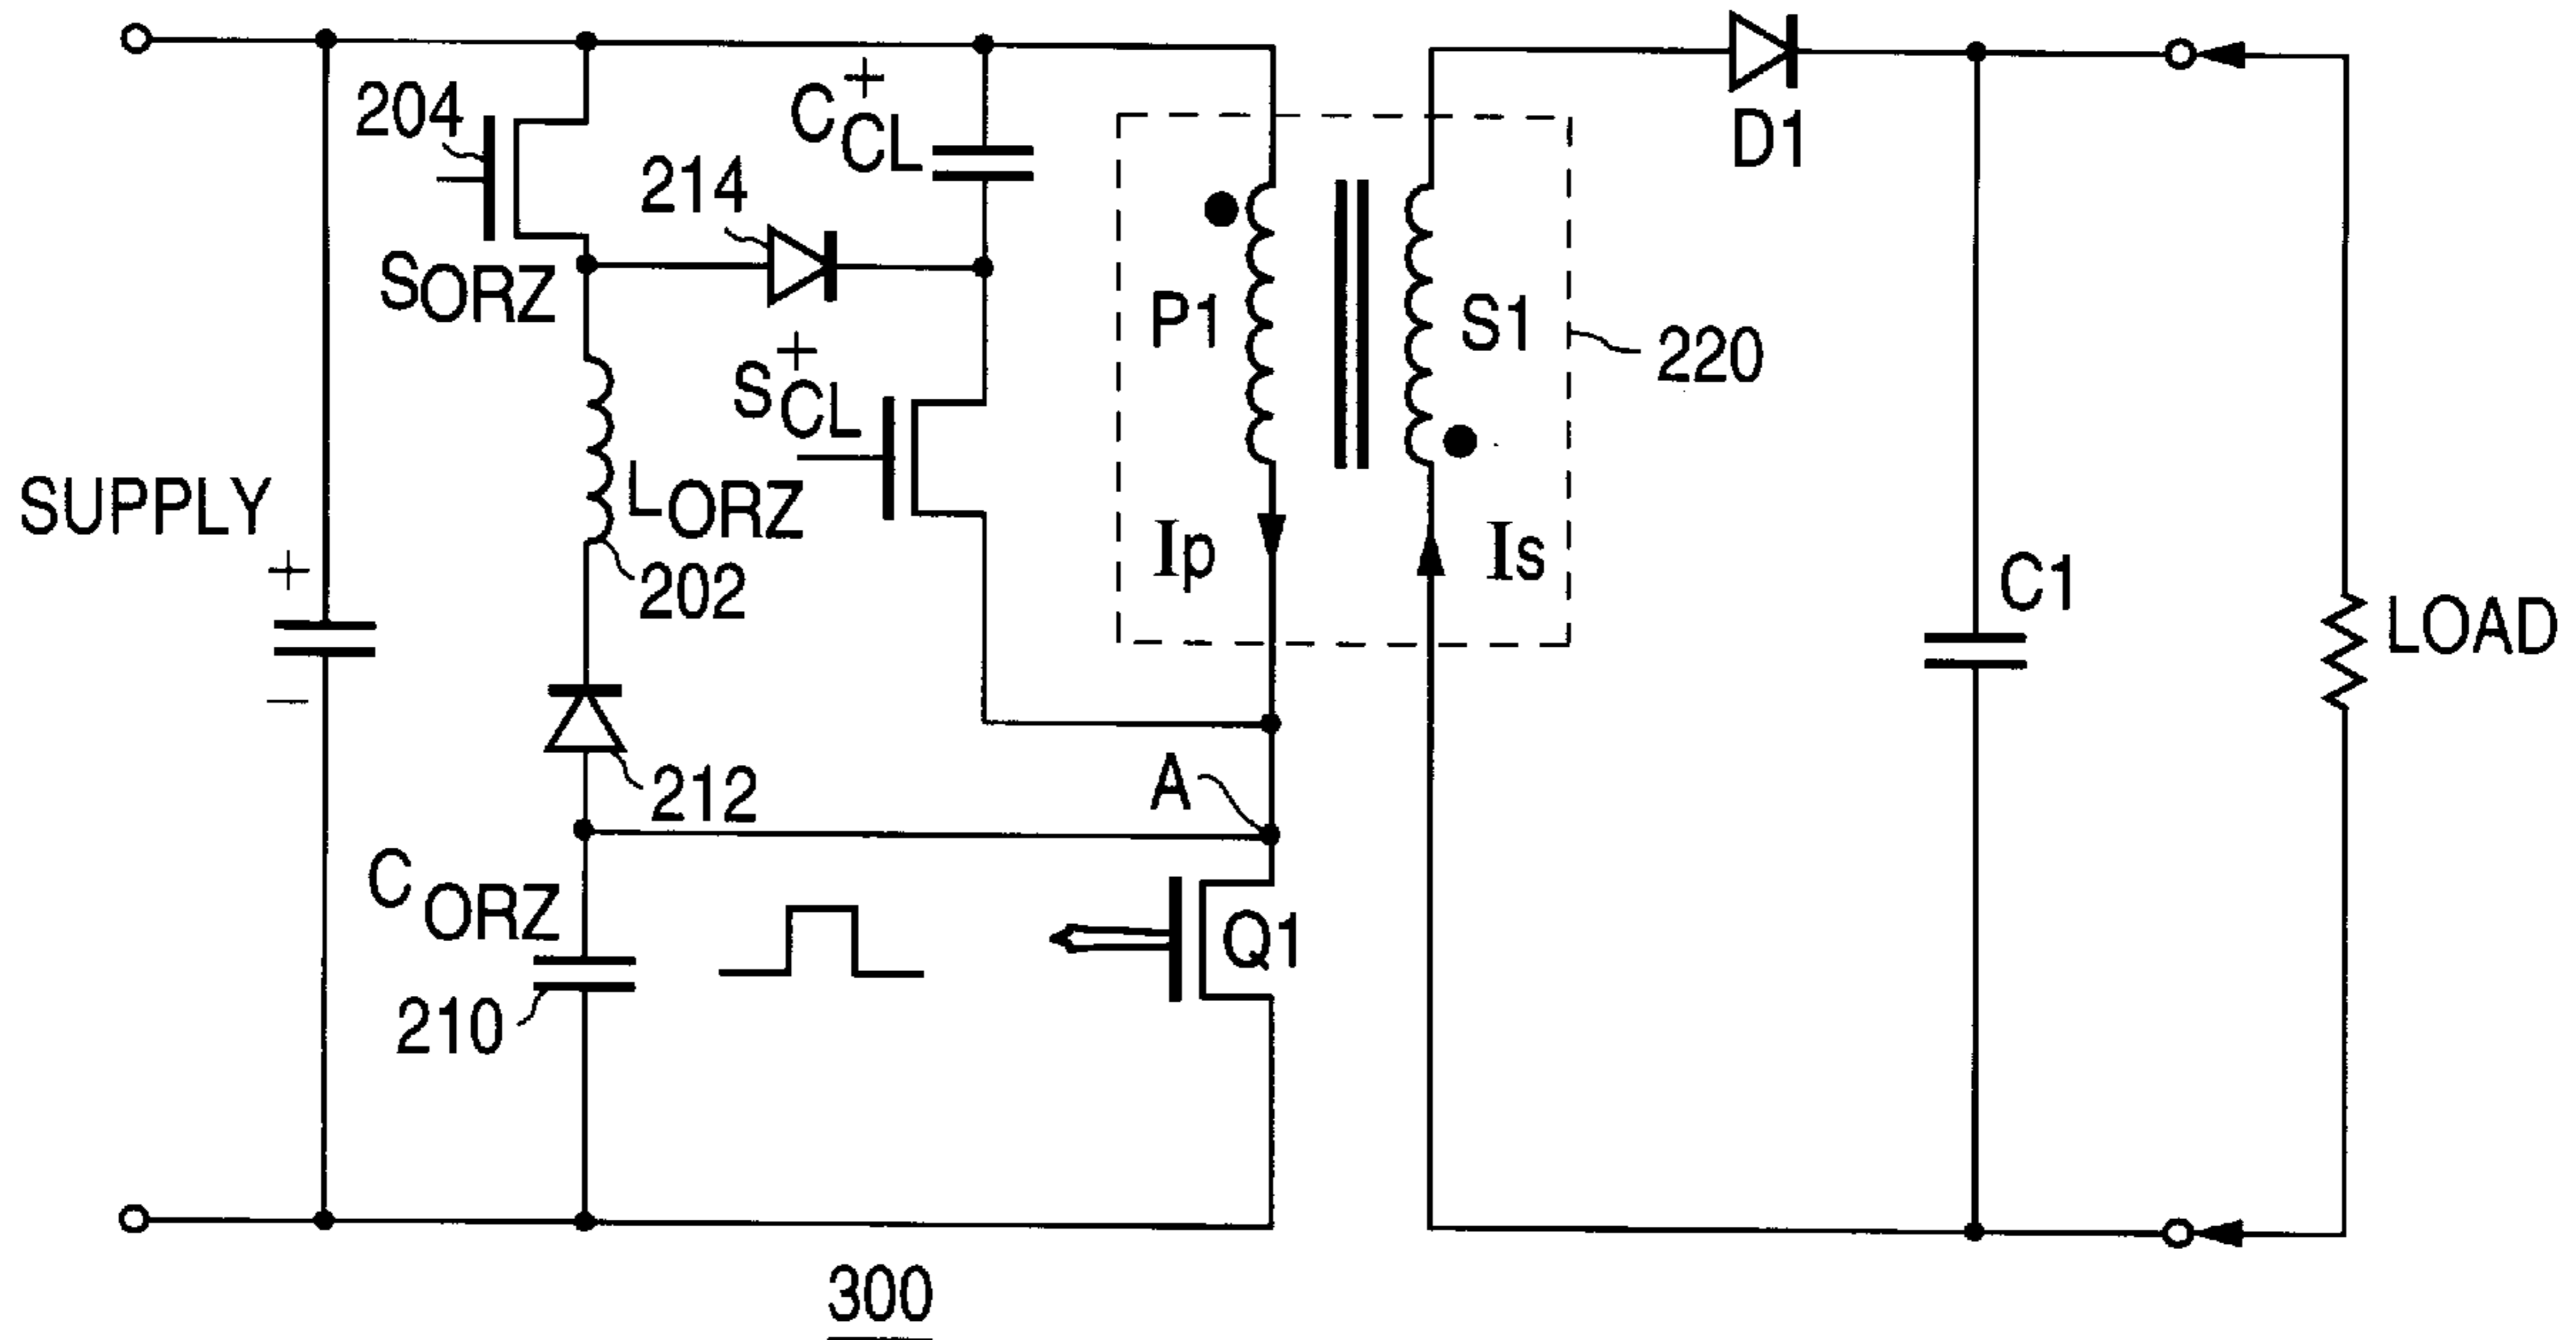 204
C+CL
214
SORZ
D1
P1
S1
220
S+CL
SUPPLY
+
−
LORZ
202
Ip
Is
C1
LOAD
212
A
CORZ
210
Q1
300